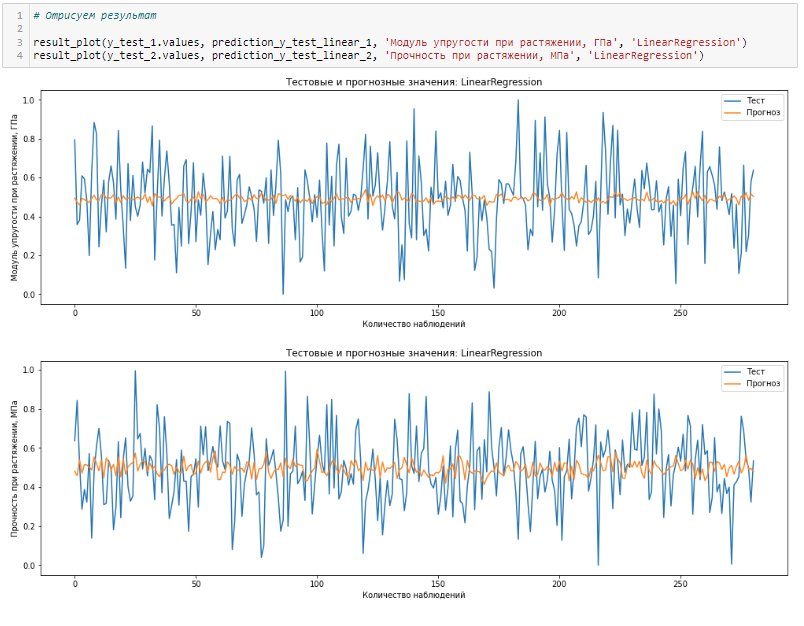 1 # Отрисуем результат
2
3 result_plot(y_test_1.values, prediction_y_test_linear_1, 'Модуль упругости при растяжении, ГПа', 'LinearRegression')
4 result_plot(y_test_2.values, prediction_y_test_linear_2, 'Прочность при растяжении, МПа', 'LinearRegression')
Тестовые и прогнозные значения: LinearRegression
Тест
Прогноз
Модуль упругости при растяжении, ГПа
1.0
0.8
0.6
0.4
0.2
0.0
0 50 100 150 200 250
Количество наблюдений
Тестовые и прогнозные значения: LinearRegression
Тест
Прогноз
Прочность при растяжении, МПа
1.0
0.8
0.6
0.4
0.2
0.0
0 50 100 150 200 250
Количество наблюдений